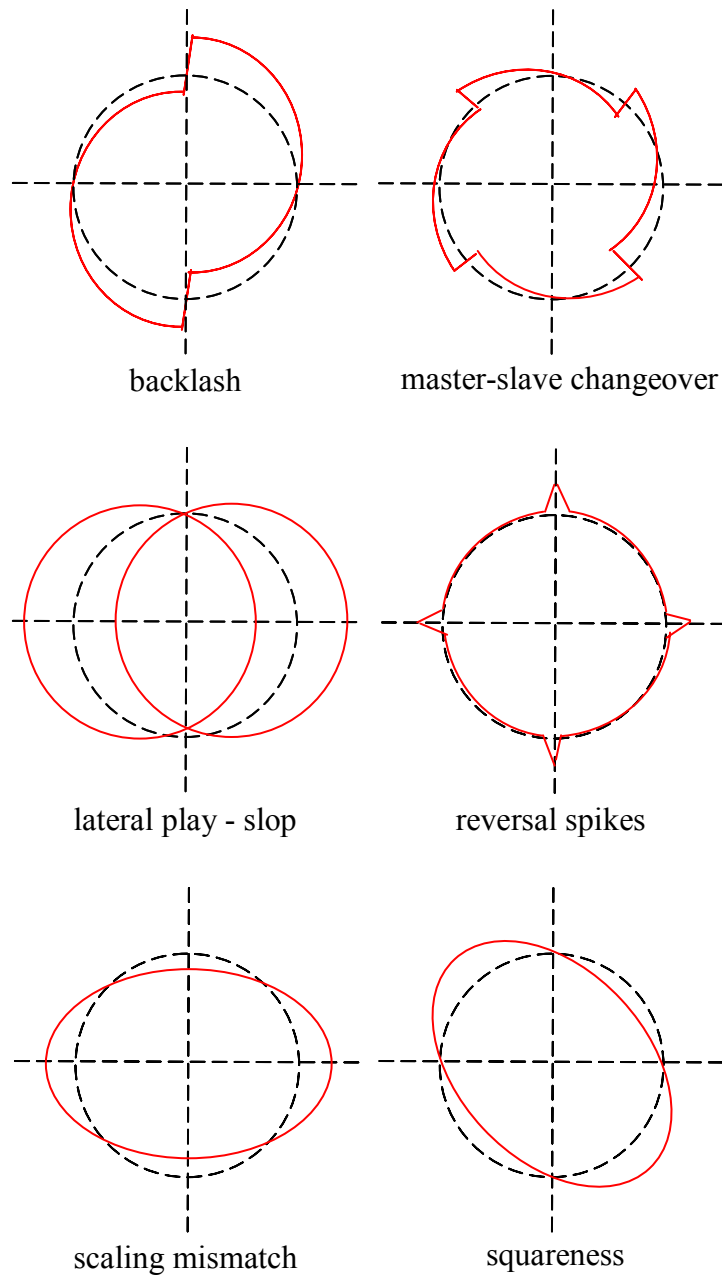 backlash
master-slave changeover
lateral play - slop
reversal spikes
scaling mismatch
squareness